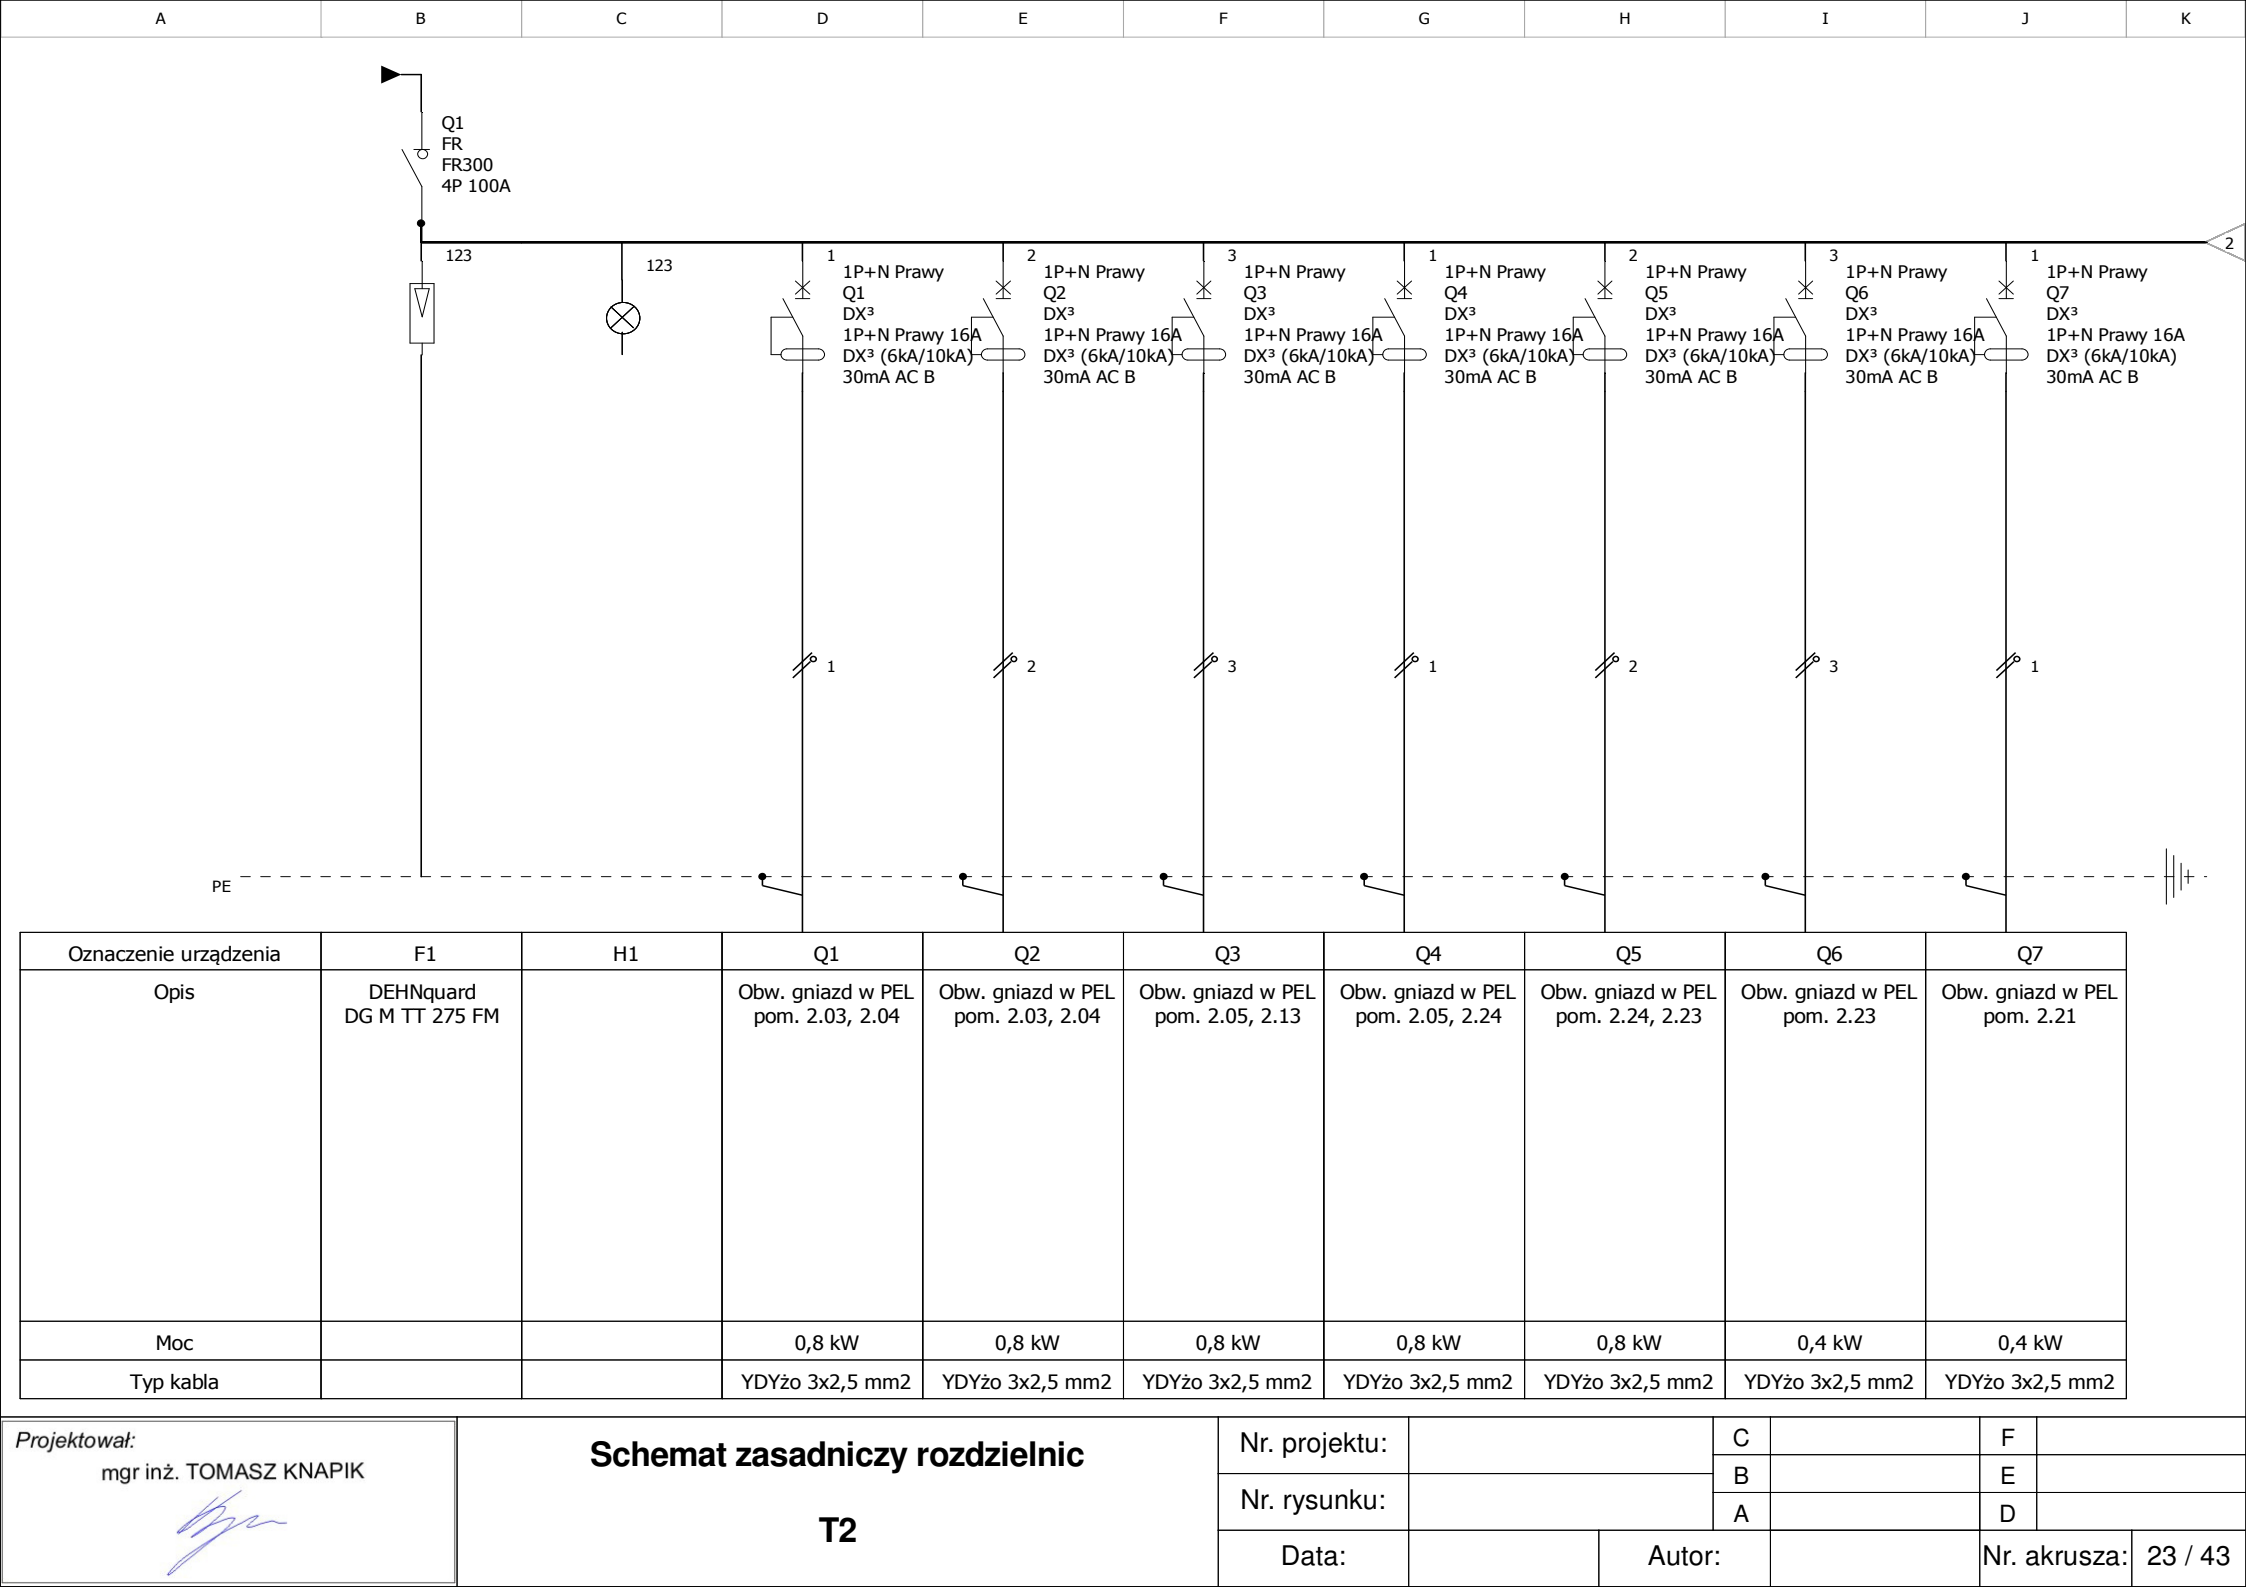 A B C D E F G H I J K
Q1
FR
FR300
4P 100A
2
123
123
1
1P+N Prawy
Q1
DX³
1P+N Prawy 16A
DX³ (6kA/10kA)
30mA AC B
2
1P+N Prawy
Q2
DX³
1P+N Prawy 16A
DX³ (6kA/10kA)
30mA AC B
3
1P+N Prawy
Q3
DX³
1P+N Prawy 16A
DX³ (6kA/10kA)
30mA AC B
1
1P+N Prawy
Q4
DX³
1P+N Prawy 16A
DX³ (6kA/10kA)
30mA AC B
2
1P+N Prawy
Q5
DX³
1P+N Prawy 16A
DX³ (6kA/10kA)
30mA AC B
3
1P+N Prawy
Q6
DX³
1P+N Prawy 16A
DX³ (6kA/10kA)
30mA AC B
1
1P+N Prawy
Q7
DX³
1P+N Prawy 16A
DX³ (6kA/10kA)
30mA AC B
1 2 3 1 2 3 1
PE
Oznaczenie urządzenia F1 H1 Q1 Q2 Q3 Q4 Q5 Q6 Q7
Opis DEHNquard Obw. gniazd w PEL Obw. gniazd w PEL Obw. gniazd w PEL Obw. gniazd w PEL Obw. gniazd w PEL Obw. gniazd w PEL Obw. gniazd w PEL
DG M TT 275 FM pom. 2.03, 2.04 pom. 2.03, 2.04 pom. 2.05, 2.13 pom. 2.05, 2.24 pom. 2.24, 2.23 pom. 2.23 pom. 2.21
Moc 0,8 kW 0,8 kW 0,8 kW 0,8 kW 0,8 kW 0,4 kW 0,4 kW
Typ kabla YDYżo 3x2,5 mm2 YDYżo 3x2,5 mm2 YDYżo 3x2,5 mm2 YDYżo 3x2,5 mm2 YDYżo 3x2,5 mm2 YDYżo 3x2,5 mm2 YDYżo 3x2,5 mm2
Projektował:
mgr inż. TOMASZ KNAPIK
Schemat zasadniczy rozdzielnic
T2
Nr. projektu: C F
B E
Nr. rysunku: A D
Data: Autor: Nr. akrusza: 23 / 43